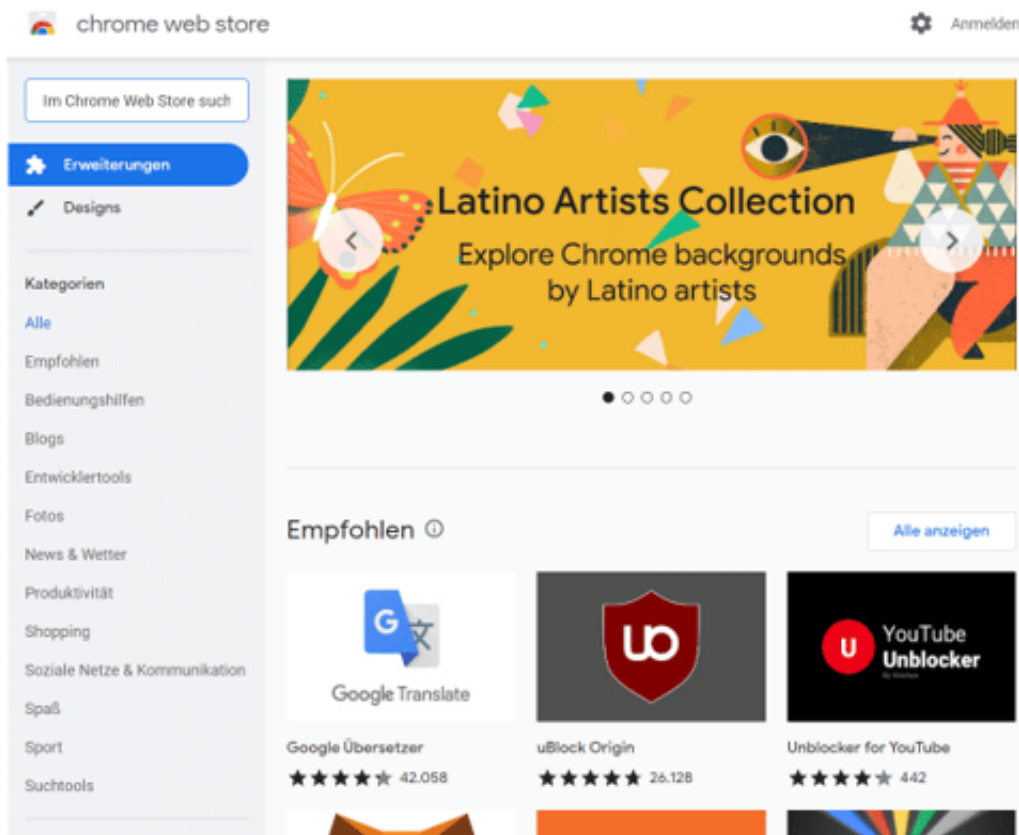 chrome web store
Anmelden
Im Chrome Web Store such
Erweiterungen
Designs
Kategorien
Alle
Empfohlen
Bedienungshilfen
Blogs
Entwicklertools
Fotos
News & Wetter
Produktivität
Shopping
Soziale Netze & Kommunikation
Spaß
Sport
Suchtools
Latino Artists Collection
Explore Chrome backgrounds
by Latino artists
Empfohlen
Alle anzeigen
G
Google Translate
Google Übersetzer
42.058
uo
uBlock Origin
26.128
U
YouTube
Unblocker
Unblocker for YouTube
442